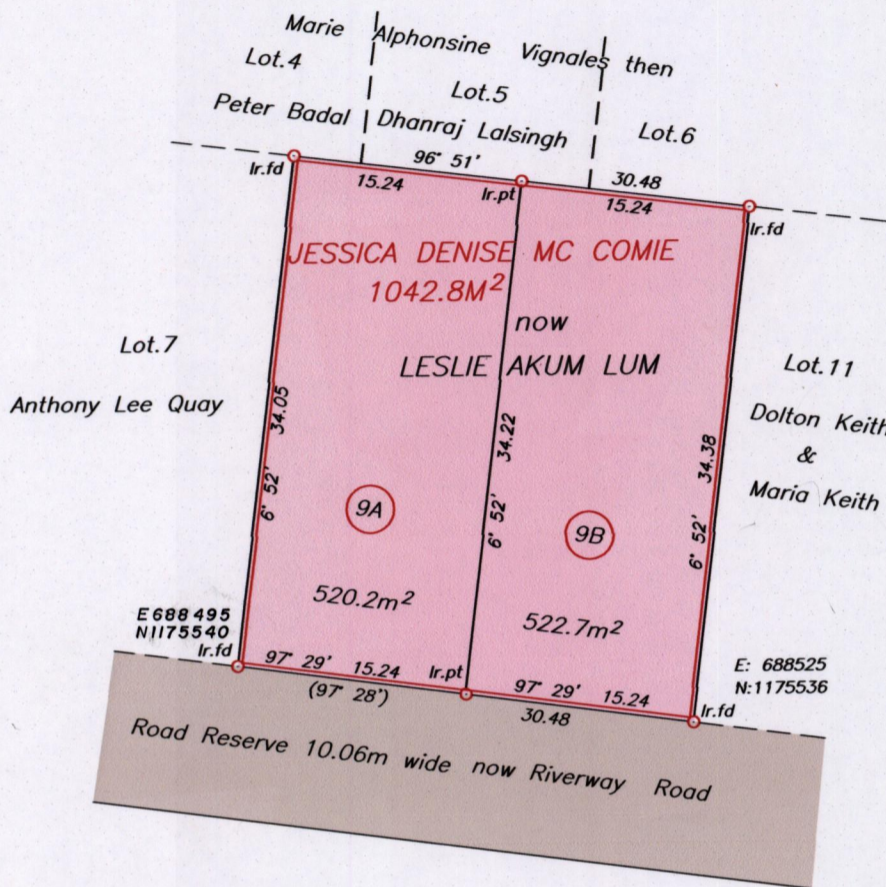 Marie Alphonsine Vignales then
Lot.4
Lot.5
Lot.6
Peter Badal
Dhanraj Lalsingh
96° 51'
30.48
Ir.fd
15.24
Ir.pt
15.24
Ir.fd
JESSICA DENISE MC COMIE
1042.8M²
now
LESLIE AKUM LUM
Lot.7
Anthony Lee Quay
Lot.11
Dolton Keith
&
Maria Keith
34.05
6° 52'
34.22
6° 52'
34.38
6° 52'
9A
9B
520.2m²
522.7m²
E688495
N1175540
Ir.fd
E: 688525
N:1175536
Ir.fd
97° 29' 15.24
Ir.pt
97° 29' 15.24
(97° 28')
30.48
Road Reserve 10.06m wide now Riverway Road